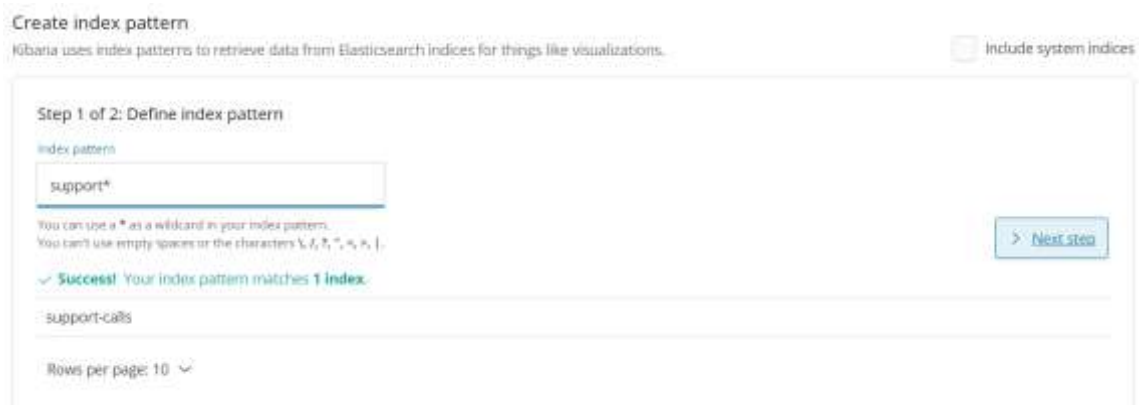 Create index pattern
Kibana uses index patterns to retrieve data from Elasticsearch indices for things like visualizations.
Include system indices
Step 1 of 2: Define index pattern
Index pattern
support*
You can use a * as a wildcard in your index pattern.
You can't use empty spaces or the characters \, /, ?, ", <, >, |.
> Next step
✓ Success! Your index pattern matches 1 index.
support-calls
Rows per page: 10